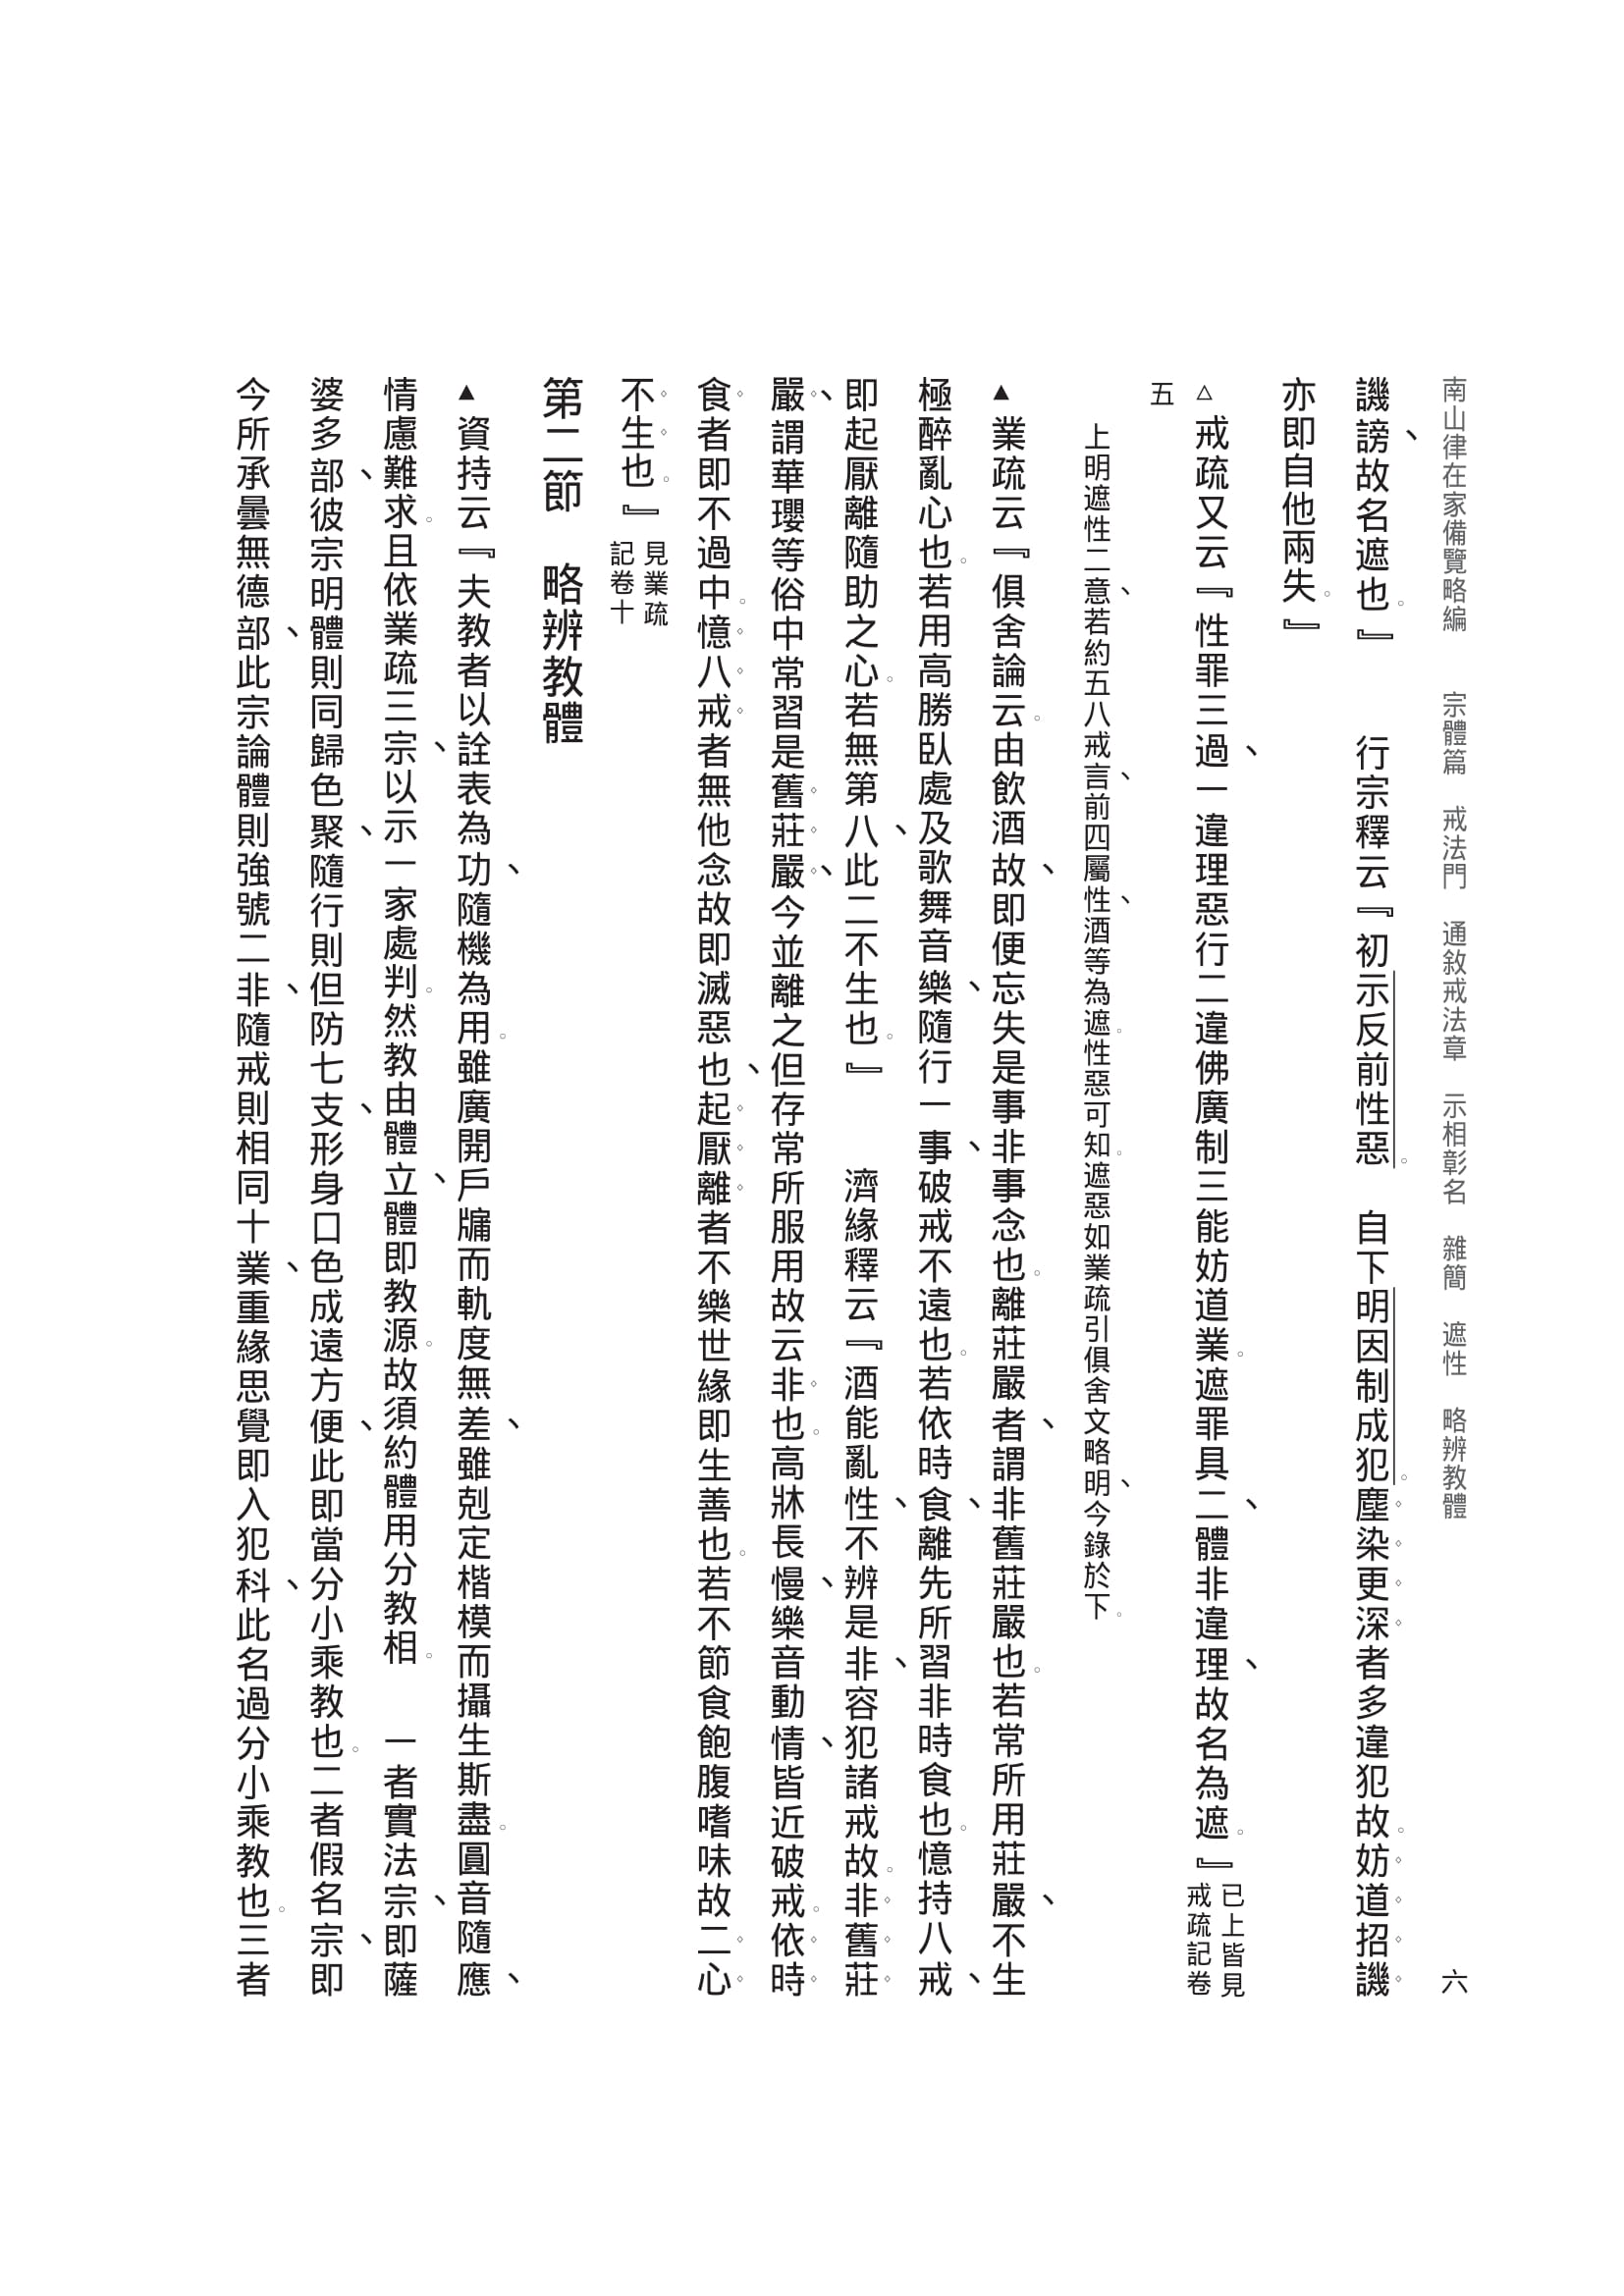 南山律在家備覽略編　宗體篇　戒法門　通敘戒法章　示相彰名　雜簡　遮性　略辨教體　六
譏謗、故名遮也。』　行宗釋云『初示反前性惡。　自下明因制成犯。塵染更深者多違犯故。妨道招譏
亦即自他兩失。』
△戒疏又云『性罪三過、一違理惡行二違佛廣制三能妨道業。遮罪具二、體非違理、故名為遮。』已上皆見戒疏記卷
五
上明遮性二意、若約五八戒言、前四屬性、酒等為遮。性惡可知。遮惡如業疏引俱舍文略明、今錄於下。
▲業疏云『俱舍論云。由飲酒故、即便忘失是事非事念也。離莊嚴者、謂非舊莊嚴也。若常所用莊嚴、不生
極醉亂心也。若用高勝臥處及歌舞音樂、隨行一事、破戒不遠也。若依時食、離先所習非時食也。憶持八戒、
即起厭離隨助之心。若無第八、此二不生也。』　濟緣釋云『酒能亂性、不辨是非、容犯諸戒故。非舊莊
嚴、謂華瓔等俗中常習是舊莊嚴、今並離之但存常所服用故云非也。高牀長慢、樂音動情、皆近破戒。依時
食者即不過中。憶八戒者無他念故即滅惡也、起厭離者不樂世緣即生善也。若不節食飽腹嗜味故二心
不生也。』見業疏記卷十
第二節　略辨教體
▲資持云『夫教者以詮表為功、隨機為用。雖廣開戶牖而軌度無差、雖剋定楷模而攝生斯盡。圓音隨應、
情慮難求。且依業疏三宗、以示一家處判。然教由體立、體即教源。故須約體用分教相。　一者實法宗、即薩
婆多部、彼宗明體則同歸色聚、隨行則但防七支、形身口色成遠方便、此即當分小乘教也。二者假名宗、即
今所承曇無德部、此宗論體則強號二非、隨戒則相同十業、重緣思覺即入犯科、此名過分小乘教也。三者